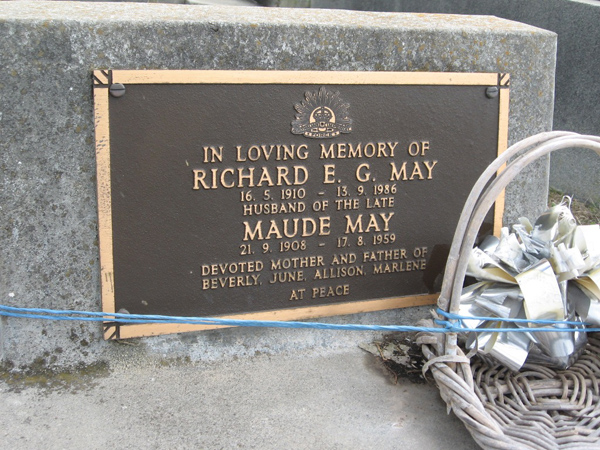 FORCE
IN LOVING MEMORY OF
RICHARD E. G. MAY
16. 5. 1910 - 13. 9. 1986
HUSBAND OF THE LATE
MAUDE MAY
21. 9. 1908 - 17. 8. 1959
DEVOTED MOTHER AND FATHER OF
BEVERLY, JUNE, ALLISON, MARLENE
AT PEACE